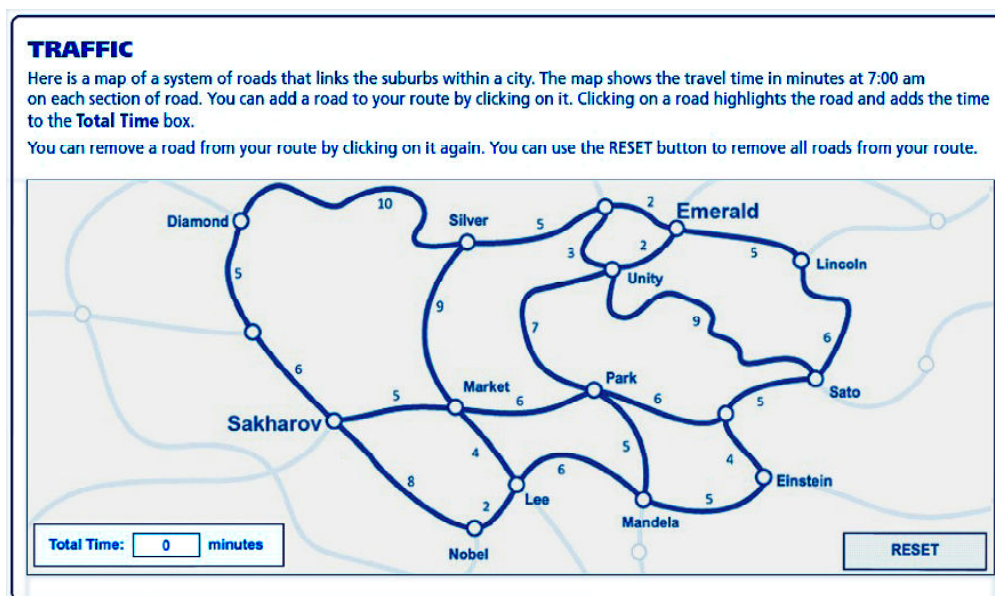 TRAFFIC
Here is a map of a system of roads that links the suburbs within a city. The map shows the travel time in minutes at 7:00 am
on each section of road. You can add a road to your route by clicking on it. Clicking on a road highlights the road and adds the time
to the Total Time box.
You can remove a road from your route by clicking on it again. You can use the RESET button to remove all roads from your route.
10
2
Emerald
Diamond
Silver
5
3
2
5
Lincoln
5
Unity
9
9
7
6
6
Park
Market
6
6
5
Sato
5
Sakharov
4
5
4
8
6
Einstein
2
Lee
5
Mandela
Nobel
Total Time: 0 minutes
RESET